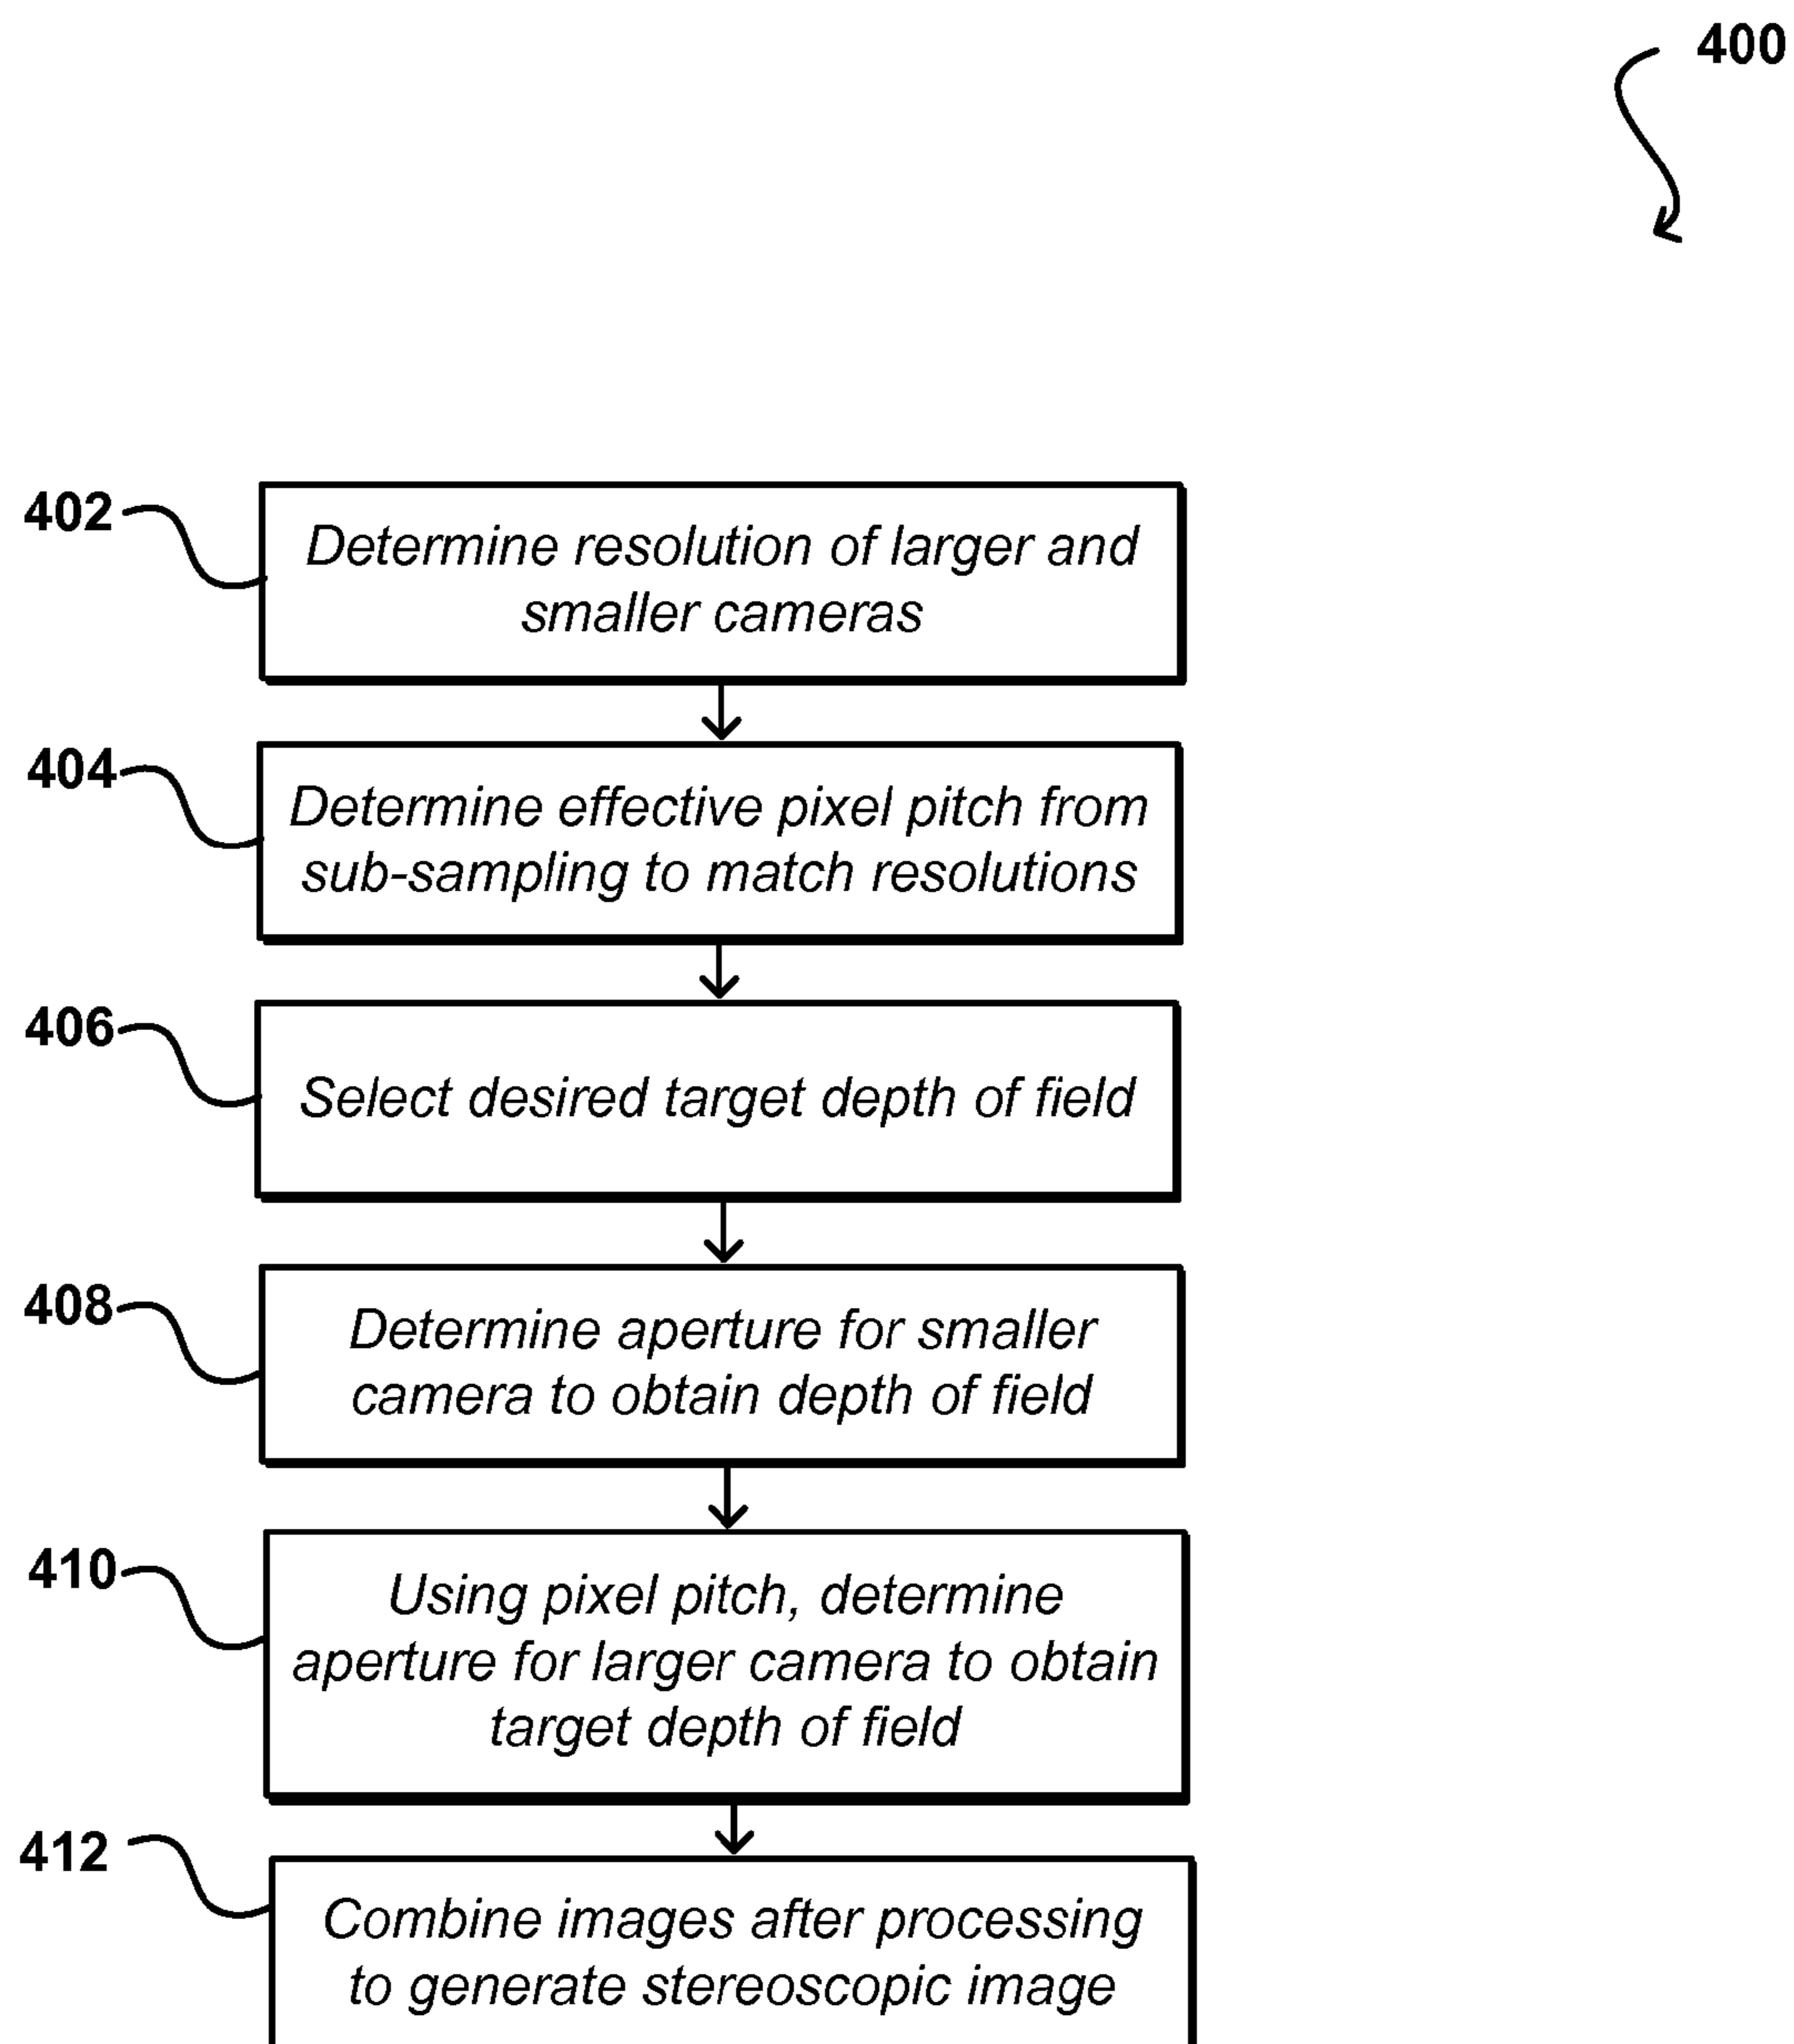 400
402
Determine resolution of larger and
smaller cameras
404
Determine effective pixel pitch from
sub-sampling to match resolutions
406
Select desired target depth of field
408
Determine aperture for smaller
camera to obtain depth of field
410
Using pixel pitch, determine
aperture for larger camera to obtain
target depth of field
412
Combine images after processing
to generate stereoscopic image